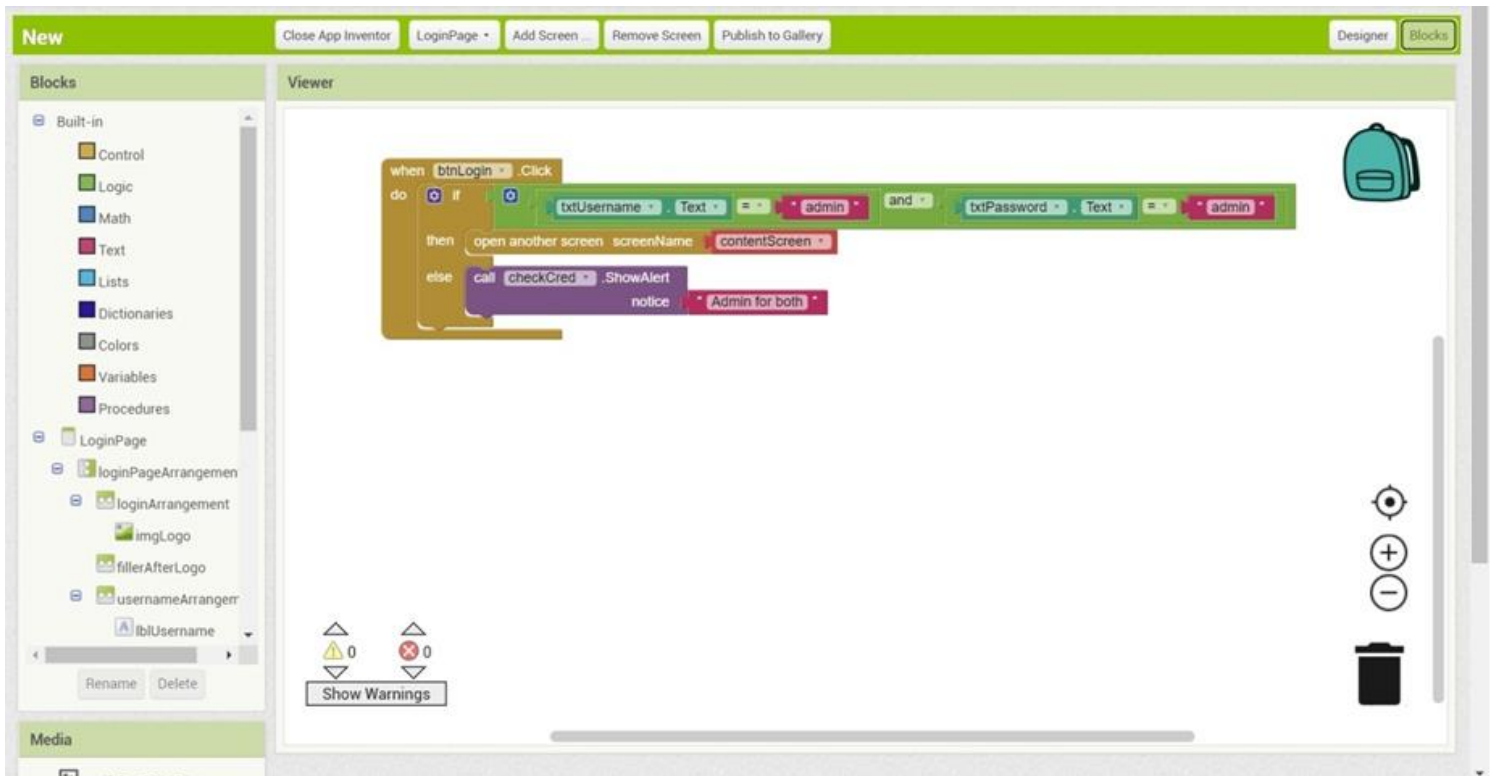 New
Close App Inventor LoginPage Add Screen ... Remove Screen Publish to Gallery Designer Blocks
Blocks
Viewer
Built-in
Control
Logic
Math
Text
Lists
Dictionaries
Colors
Variables
Procedures
LoginPage
loginPageArrangemen
loginArrangement
imgLogo
fillerAfterLogo
usernameArrangem
A lblUsername
Rename Delete
Media
when btnLogin .Click
do if txtUsername . Text = " admin " and txtPassword . Text = " admin "
then open another screen screenName contentScreen
else call checkCred .ShowAlert
notice " Admin for both "
0 0
Show Warnings